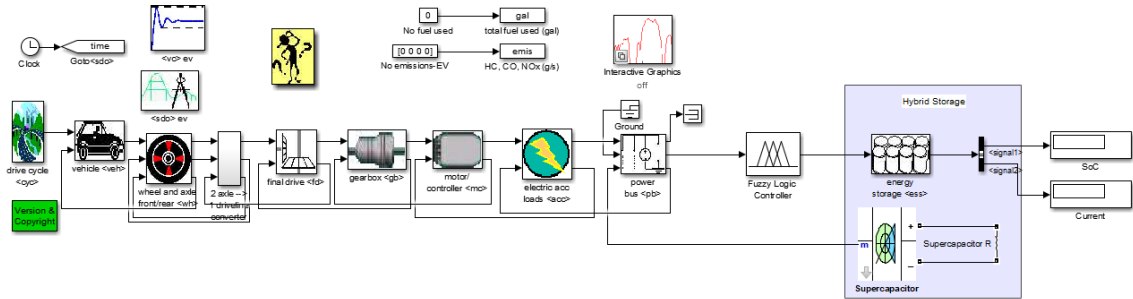 0
No fuel used
gal
total fuel used (gal)
[0 0 0 0]
No emissions-EV
emis
HC, CO, NOx (g/s)
Clock
time
Goto<sdo>
<vc> ev
<sdo> ev
Interactive Graphics
off
Ground
drive cycle
<cyc>
vehicle <veh>
wheel and axle
front/rear <wh>
2 axle -->
1 driveline
converter
final drive <fd>
gearbox <gb>
motor/
controller <mc>
electric acc
loads <acc>
power
bus <pb>
Fuzzy Logic
Controller
Hybrid Storage
energy
storage <ess>
<signal1>
<signal2>
SoC
Current
Version &
Copyright
m
+
–
Supercapacitor R
Supercapacitor